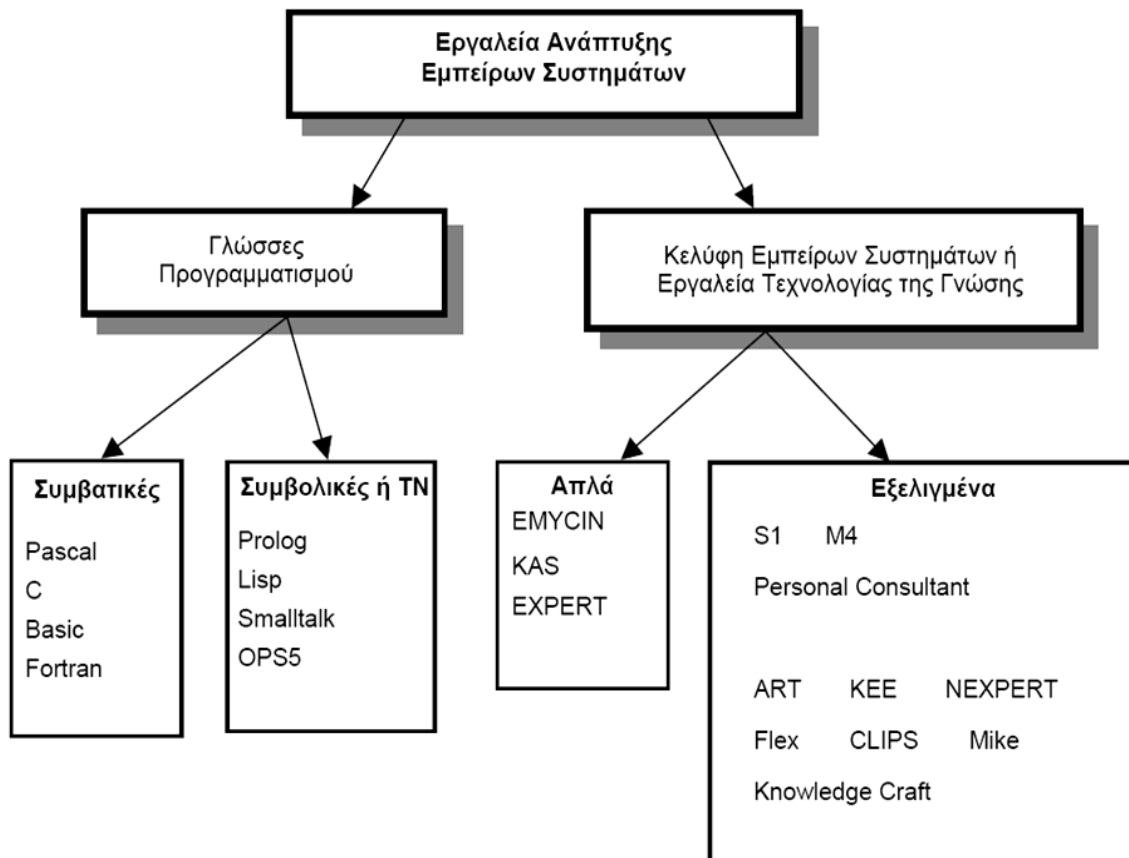 Εργαλεία Ανάπτυξης
Εμπείρων Συστημάτων
Γλώσσες
Προγραμματισμού
Κελύφη Εμπείρων Συστημάτων ή
Εργαλεία Τεχνολογίας της Γνώσης
Συμβατικές
Pascal
C
Basic
Fortran
Συμβολικές ή ΤΝ
Prolog
Lisp
Smalltalk
OPS5
Απλά
EMYCIN
KAS
EXPERT
Εξελιγμένα
S1 M4
Personal Consultant
ART KEE NEXPERT
Flex CLIPS Mike
Knowledge Craft